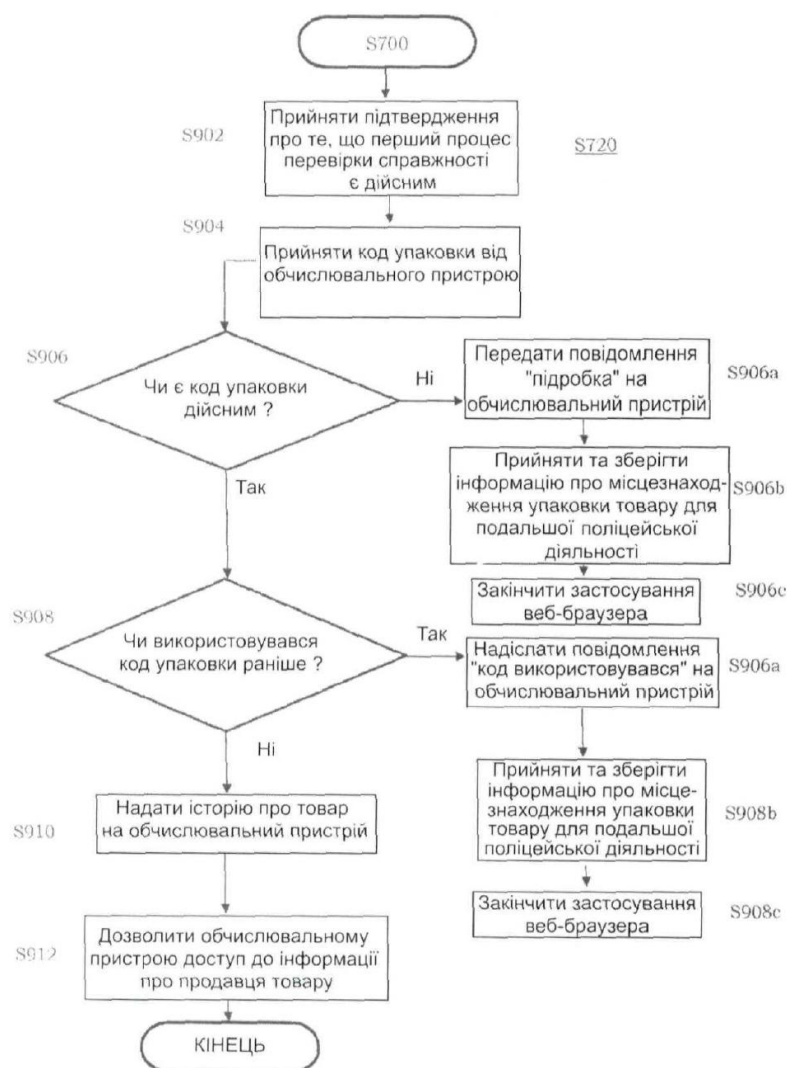 S700
S902
Прийняти підтвердження
про те, що перший процес
перевірки справжності
є дійсним
S720
S904
Прийняти код упаковки від
обчислювального пристрою
S906
Чи є код упаковки
дійсним ?
Ні
Передати повідомлення
"підробка" на
обчислювальний пристрій
S906a
Так
Прийняти та зберігти
інформацію про місцезнаход-
ження упаковки товару для
подальшої поліцейської
діяльності
S906b
Закінчити застосування
веб-браузера
S906c
S908
Чи використовувався
код упаковки раніше ?
Так
Надіслати повідомлення
"код використовувався" на
обчислювальний пристрій
S906a
Ні
Прийняти та зберігти
інформацію про місце-
знаходження упаковки
товару для подальшої
поліцейської діяльності
S908b
S910
Надати історію про товар
на обчислювальний пристрій
Закінчити застосування
веб-браузера
S908c
S912
Дозволити обчислювальному
пристрою доступ до інформації
про продавця товару
КІНЕЦЬ